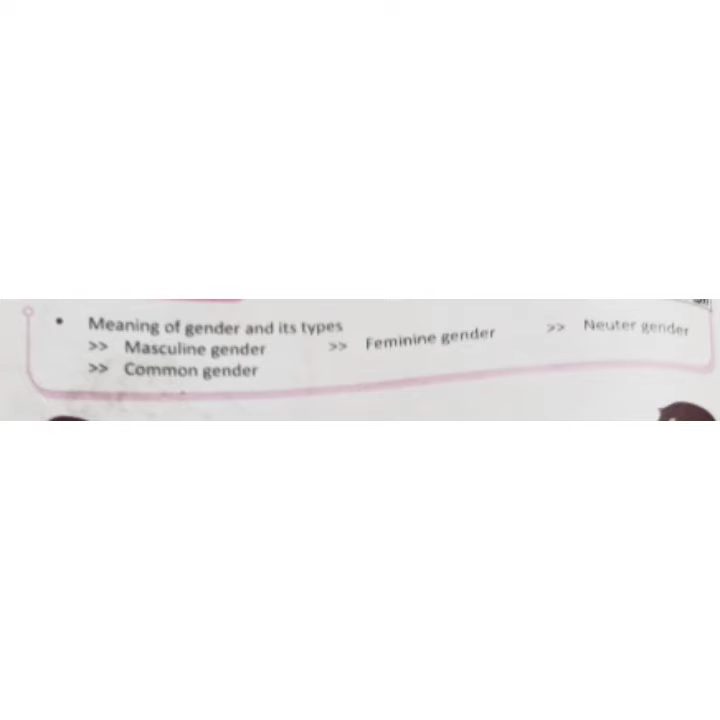 • Meaning of gender and its types
>> Masculine gender >> Feminine gender >> Neuter gender
>> Common gender